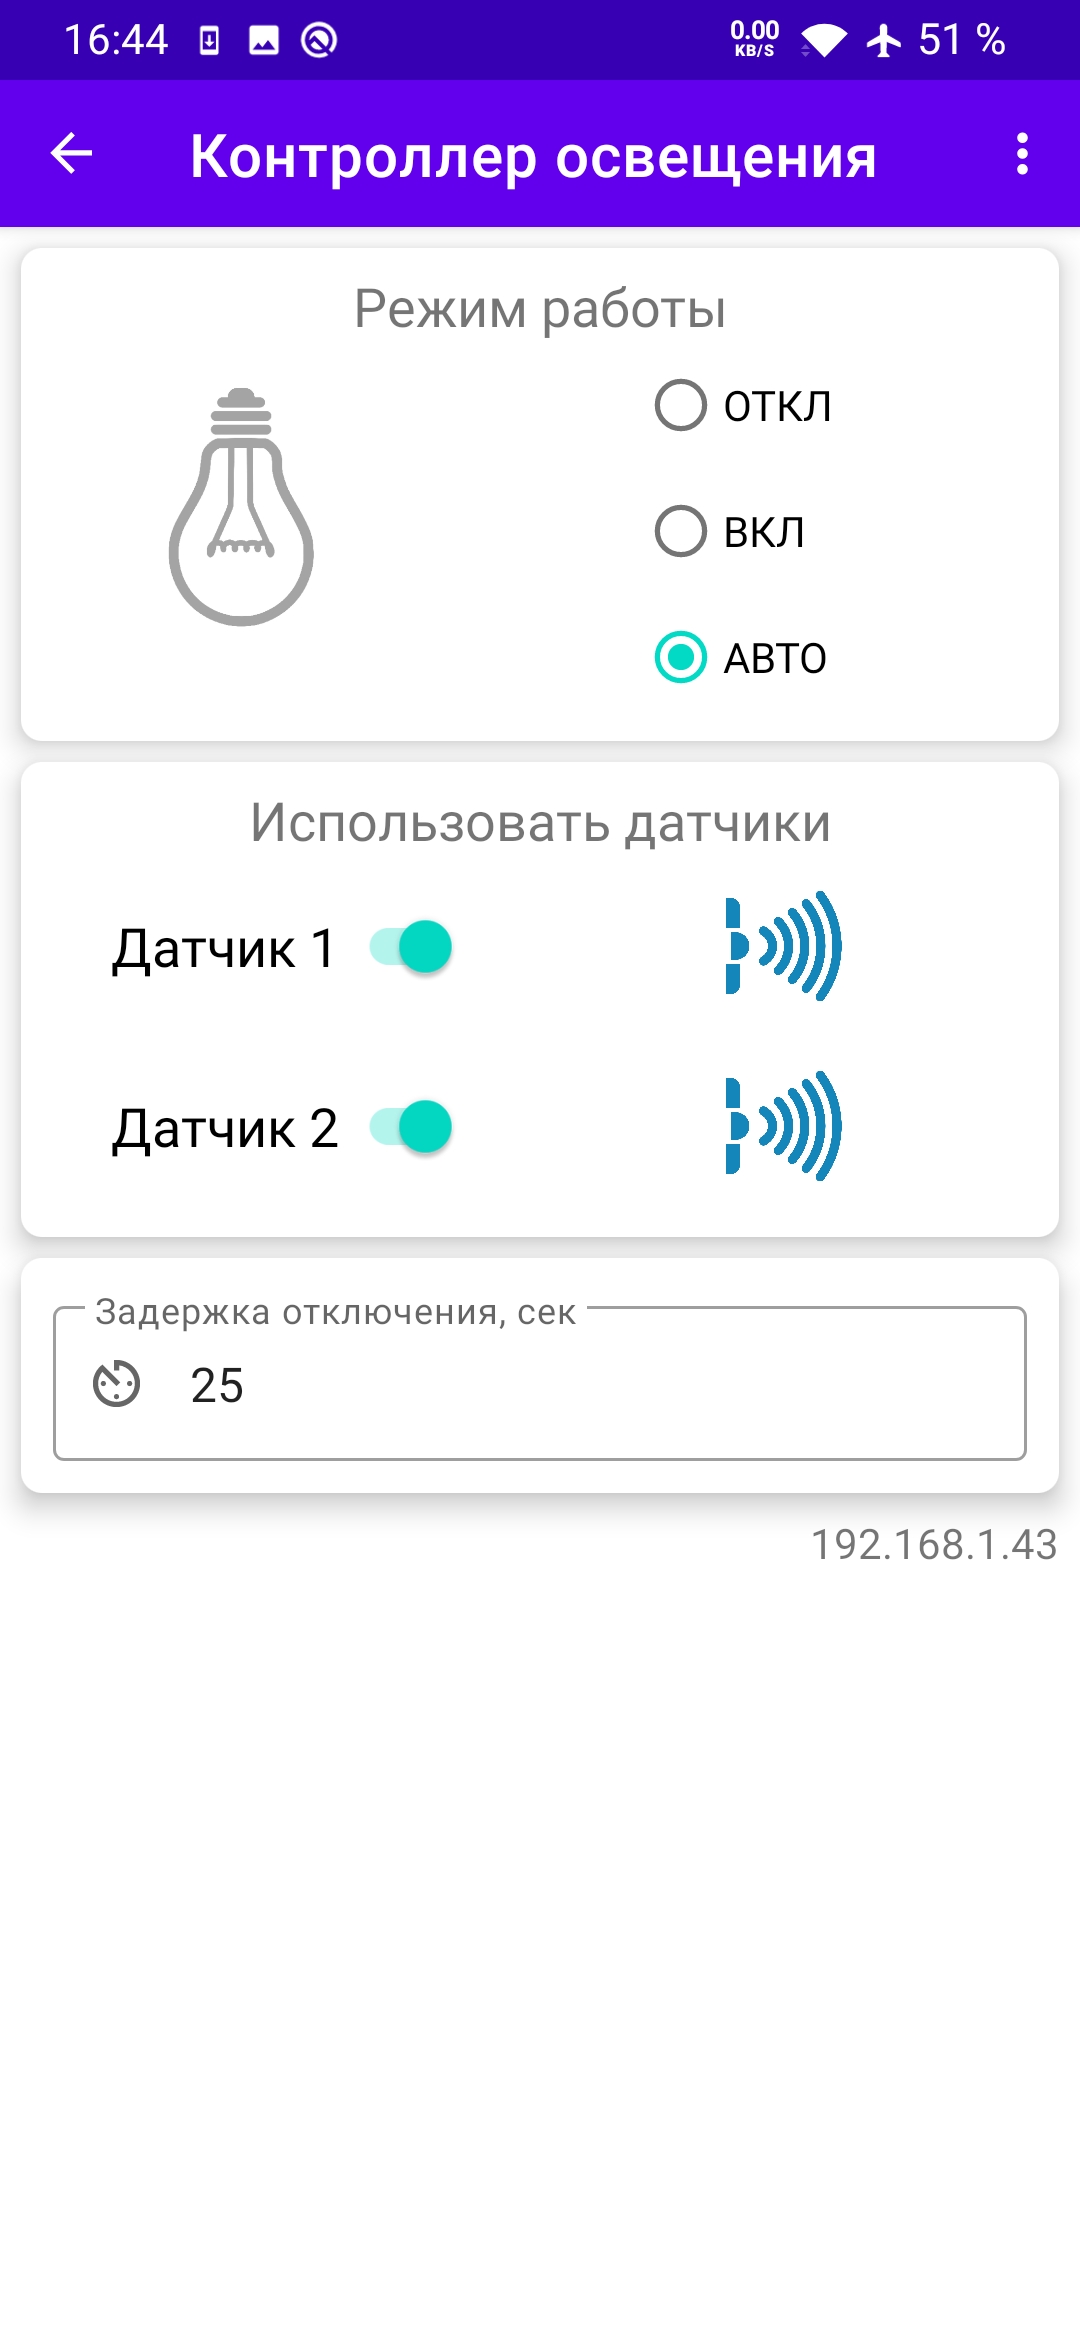 16:44 0.00 KB/S 51 %
Контроллер освещения
Режим работы
ОТКЛ
ВКЛ
АВТО
Использовать датчики
Датчик 1
Датчик 2
Задержка отключения, сек
25
192.168.1.43